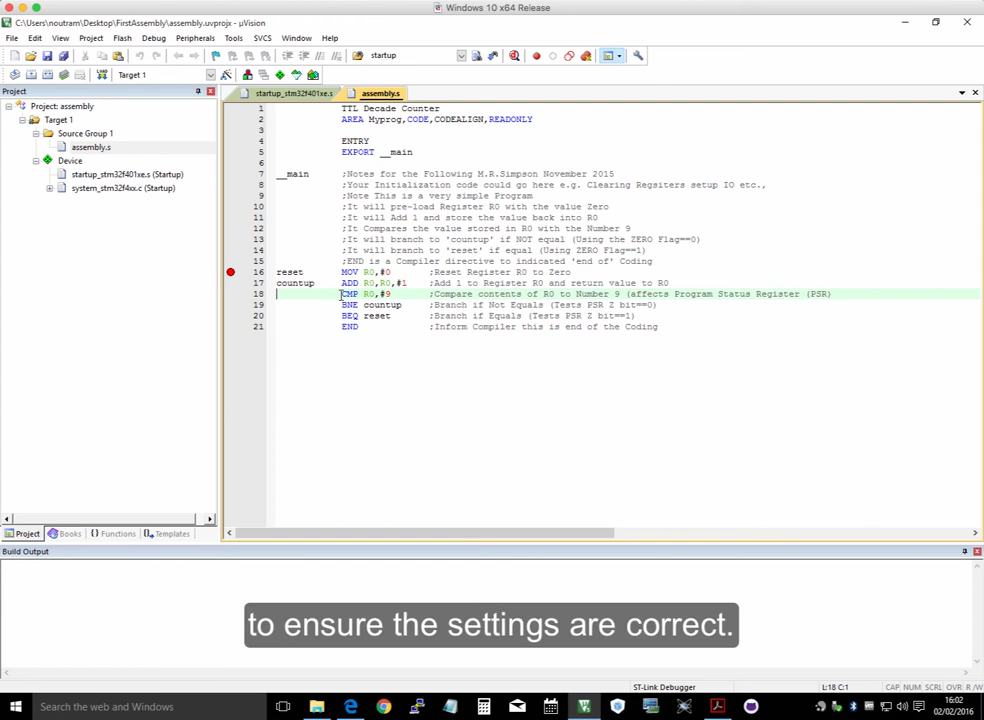 Windows 10 x64 Release
C:\Users\noutram\Desktop\FirstAssembly\assembly.uvprojx - µVision
File Edit View Project Flash Debug Peripherals Tools SVCS Window Help
startup
LOAD Target 1
Project
Project: assembly
Target 1
Source Group 1
assembly.s
Device
startup_stm32f401xe.s (Startup)
system_stm32f4xx.c (Startup)
Project Books {} Functions Templates
startup_stm32f401xe.s assembly.s
1 TTL Decade Counter
2 AREA Myprog,CODE,CODEALIGN,READONLY
3
4 ENTRY
5 EXPORT __main
6
7 __main ;Notes for the Following M.R.Simpson November 2015
8 ;Your Initialization code could go here e.g. Clearing Regsiters setup IO etc.,
9 ;Note This is a very simple Program
10 ;It will pre-load Register R0 with the value Zero
11 ;It will Add 1 and store the value back into R0
12 ;It Compares the value stored in R0 with the Number 9
13 ;It will branch to 'countup' if NOT equal (Using the ZERO Flag==0)
14 ;It will branch to 'reset' if equal (Using ZERO Flag==1)
15 ;END is a Compiler directive to indicated 'end of' Coding
16 reset MOV R0,#0 ;Reset Register R0 to Zero
17 countup ADD R0,R0,#1 ;Add 1 to Register R0 and return value to R0
18 CMP R0,#9 ;Compare contents of R0 to Number 9 (affects Program Status Register (PSR)
19 BNE countup ;Branch if Not Equals (Tests PSR Z bit==0)
20 BEQ reset ;Branch if Equals (Tests PSR Z bit==1)
21 END ;Inform Compiler this is end of the Coding
Build Output
to ensure the settings are correct.
ST-Link Debugger L:18 C:1 CAP NUM SCRL OVR R/W
Search the web and Windows
16:02
02/02/2016